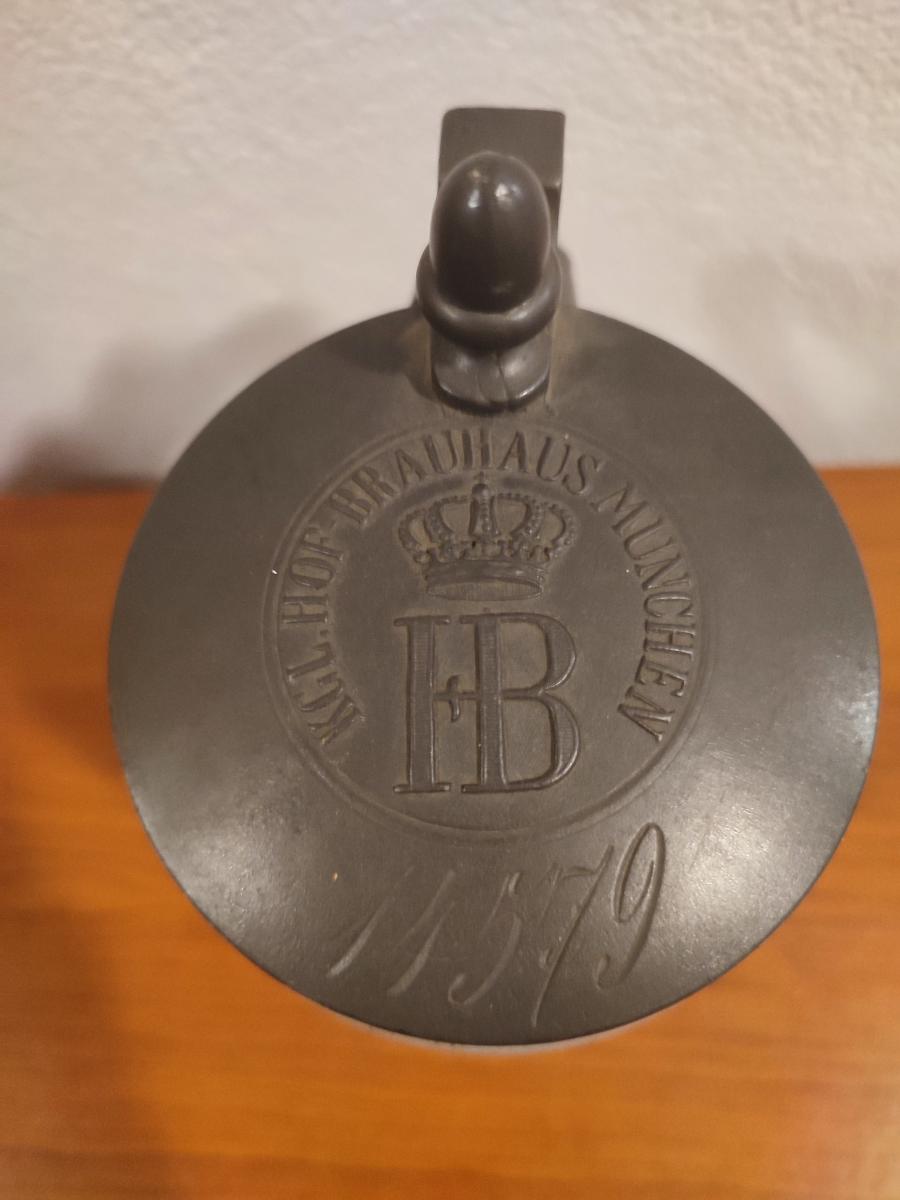 KGL. HOF-BRAUHAUS MÜNCHEN
HB
11579